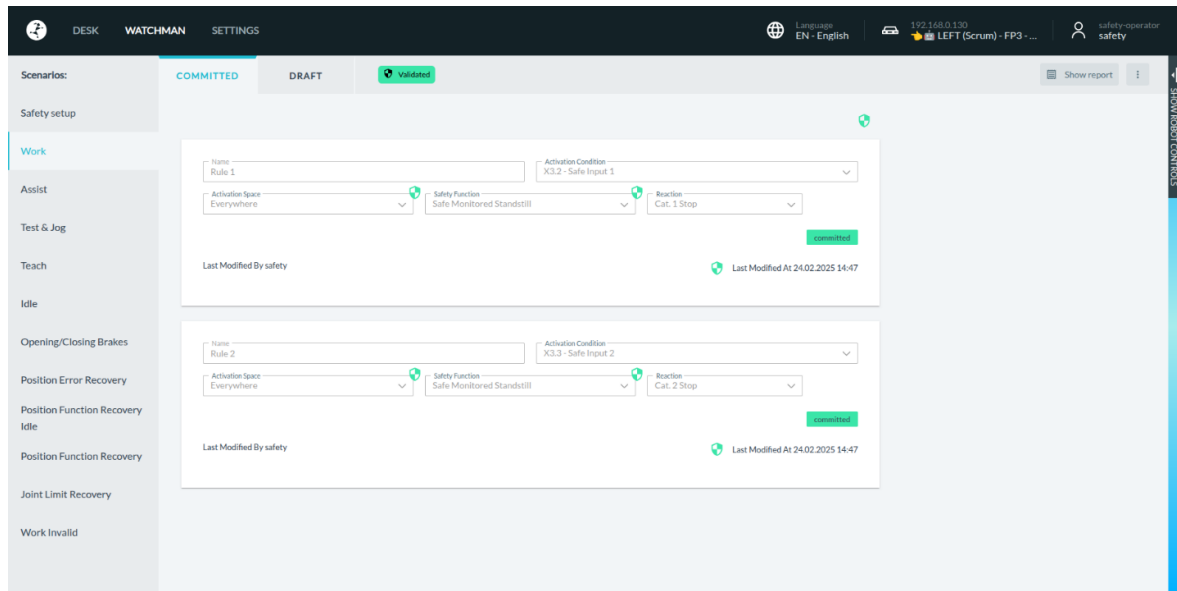 DESK WATCHMAN SETTINGS
Language
EN - English
192.168.0.130
LEFT (Scrum) - FP3 - ...
safety-operator
safety
Scenarios:
COMMITTED DRAFT Validated Show report
SHOW ROBOT CONTROLS
Safety setup
Work
Assist
Test & Jog
Teach
Idle
Opening/Closing Brakes
Position Error Recovery
Position Function Recovery
Idle
Position Function Recovery
Joint Limit Recovery
Work Invalid
Name Activation Condition
Rule 1 X3.2 - Safe Input 1
Activation Space Safety Function Reaction
Everywhere Safe Monitored Standstill Cat. 1 Stop
committed
Last Modified By safety Last Modified At 24.02.2025 14:47
Name Activation Condition
Rule 2 X3.3 - Safe Input 2
Activation Space Safety Function Reaction
Everywhere Safe Monitored Standstill Cat. 2 Stop
committed
Last Modified By safety Last Modified At 24.02.2025 14:47